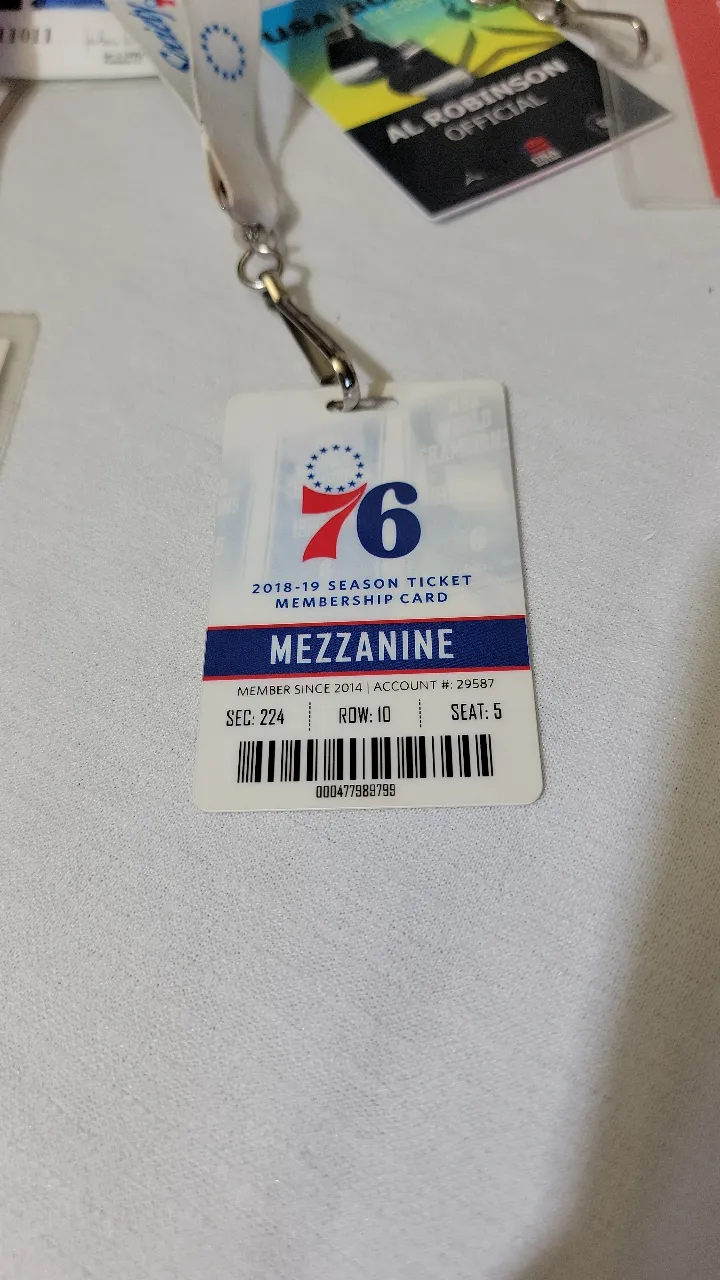 AL ROBINSON
OFFICIAL
76
2018-19 SEASON TICKET
MEMBERSHIP CARD
MEZZANINE
MEMBER SINCE 2014 | ACCOUNT #: 29587
SEC: 224 ROW: 10 SEAT: 5
000477989799